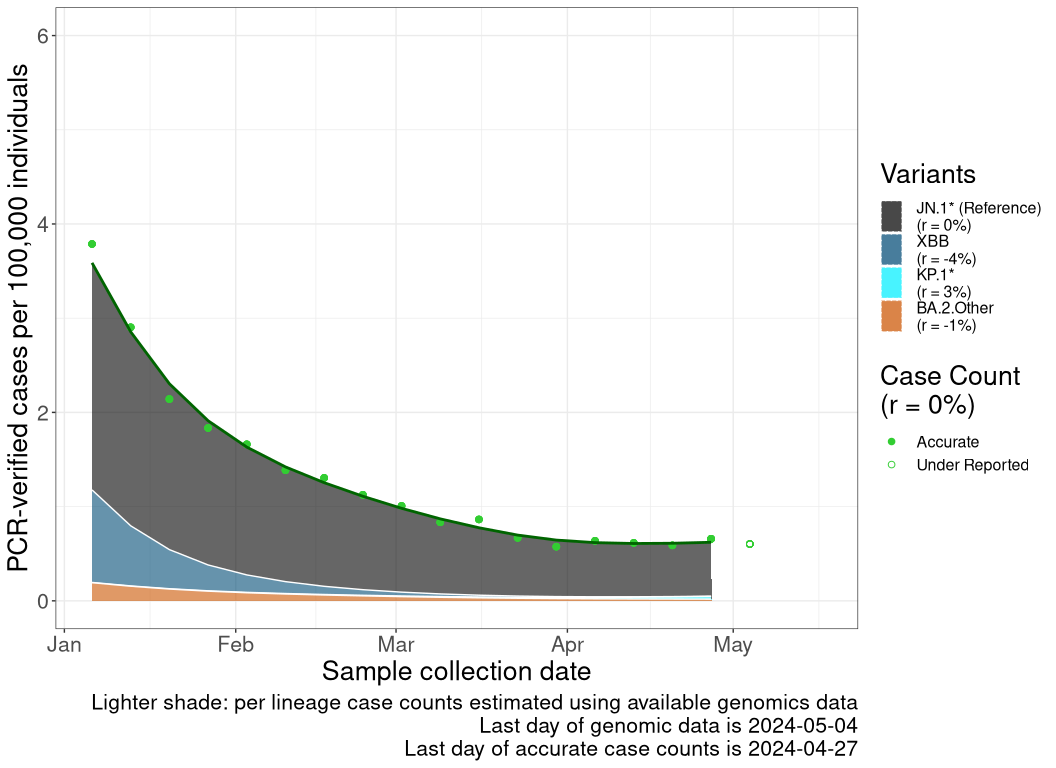 PCR-verified cases per 100,000 individuals
6
4
2
0
Jan
Feb
Mar
Apr
May
Sample collection date
Lighter shade: per lineage case counts estimated using available genomics data
Last day of genomic data is 2024-05-04
Last day of accurate case counts is 2024-04-27
Variants
JN.1* (Reference)
(r = 0%)
XBB
(r = -4%)
KP.1*
(r = 3%)
BA.2.Other
(r = -1%)
Case Count
(r = 0%)
Accurate
Under Reported